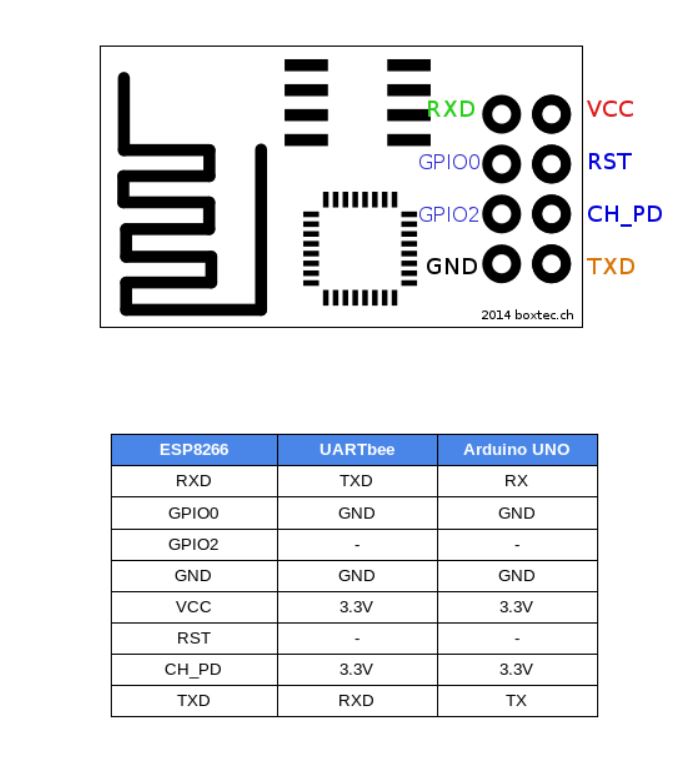 RXD VCC
GPIO0 RST
GPIO2 CH_PD
GND TXD
2014 boxtec.ch
ESP8266 UARTbee Arduino UNO
RXD TXD RX
GPIO0 GND GND
GPIO2 - -
GND GND GND
VCC 3.3V 3.3V
RST - -
CH_PD 3.3V 3.3V
TXD RXD TX